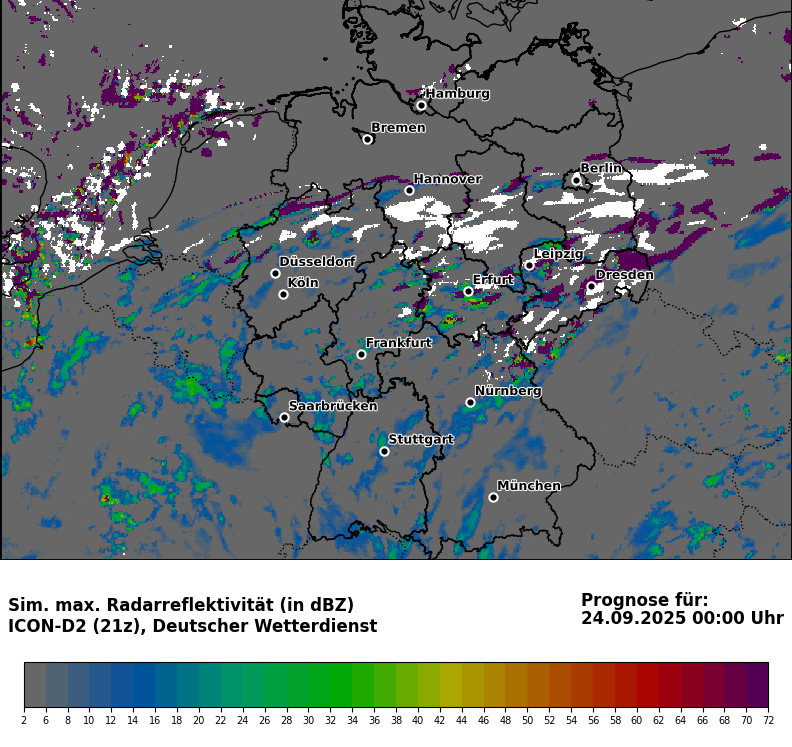 Hamburg
Bremen
Hannover
Berlin
Düsseldorf
Köln
Leipzig
Erfurt
Dresden
Frankfurt
Saarbrücken
Nürnberg
Stuttgart
München
Sim. max. Radarreflektivität (in dBZ)
ICON-D2 (21z), Deutscher Wetterdienst
Prognose für:
24.09.2025 00:00 Uhr
2 6 8 10 12 14 16 18 20 22 24 26 28 30 32 34 36 38 40 42 44 46 48 50 52 54 56 58 60 62 64 66 68 70 72